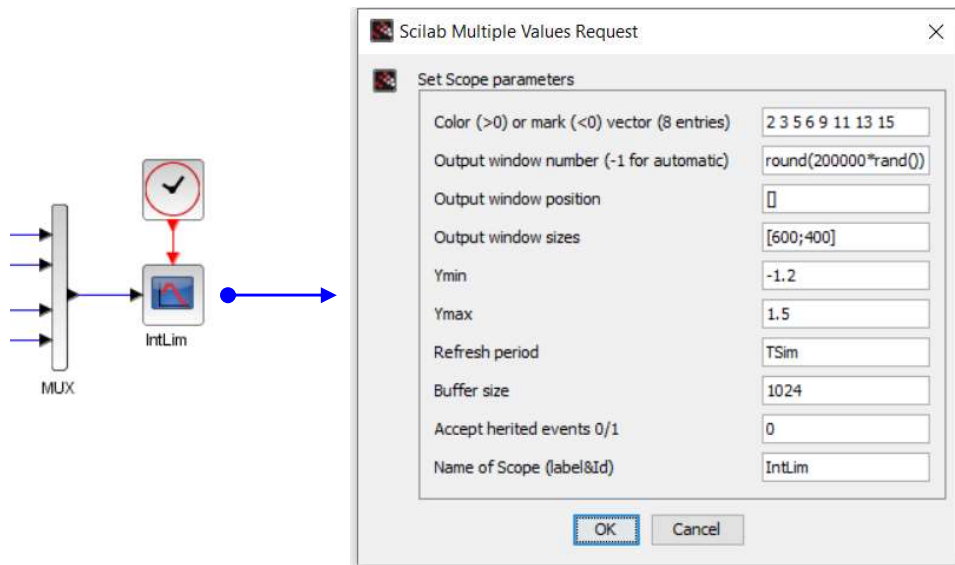 Scilab Multiple Values Request
Set Scope parameters
Color (>0) or mark (<0) vector (8 entries) 2 3 5 6 9 11 13 15
Output window number (-1 for automatic) round(200000*rand())
Output window position []
Output window sizes [600;400]
Ymin -1.2
Ymax 1.5
Refresh period TSim
Buffer size 1024
Accept herited events 0/1 0
Name of Scope (label&Id) IntLim
OK Cancel
IntLim
MUX